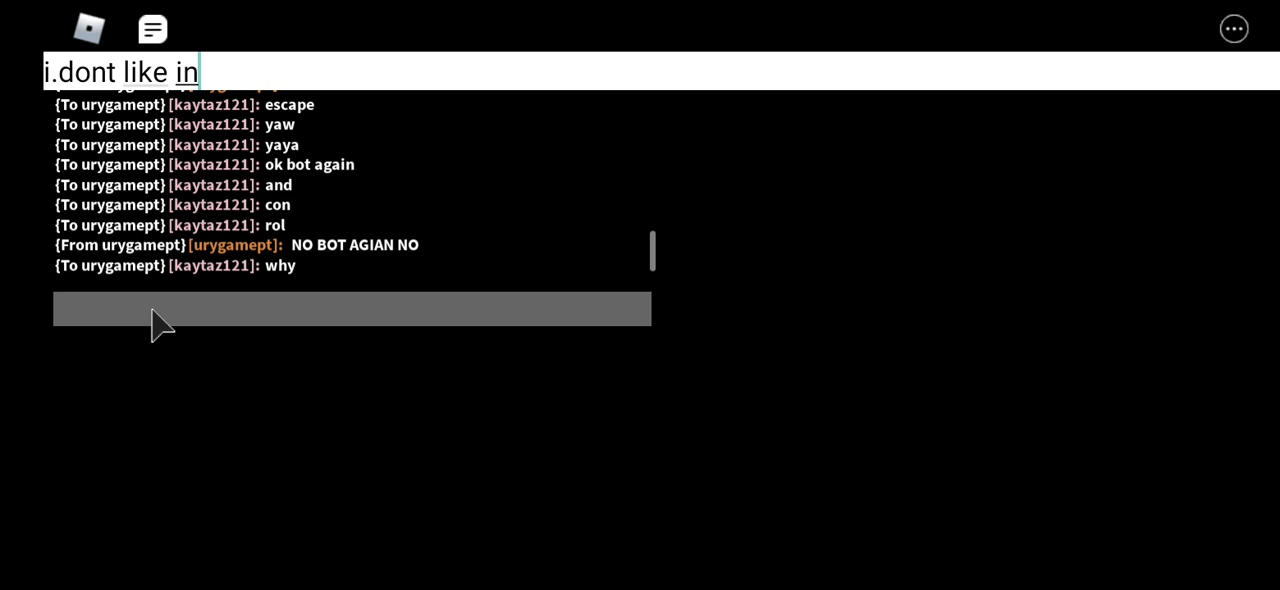 i.dont like in
{To urygamept} [kaytaz121]: escape
{To urygamept} [kaytaz121]: yaw
{To urygamept} [kaytaz121]: yaya
{To urygamept} [kaytaz121]: ok bot again
{To urygamept} [kaytaz121]: and
{To urygamept} [kaytaz121]: con
{To urygamept} [kaytaz121]: rol
{From urygamept} [urygamept]: NO BOT AGIAN NO
{To urygamept} [kaytaz121]: why